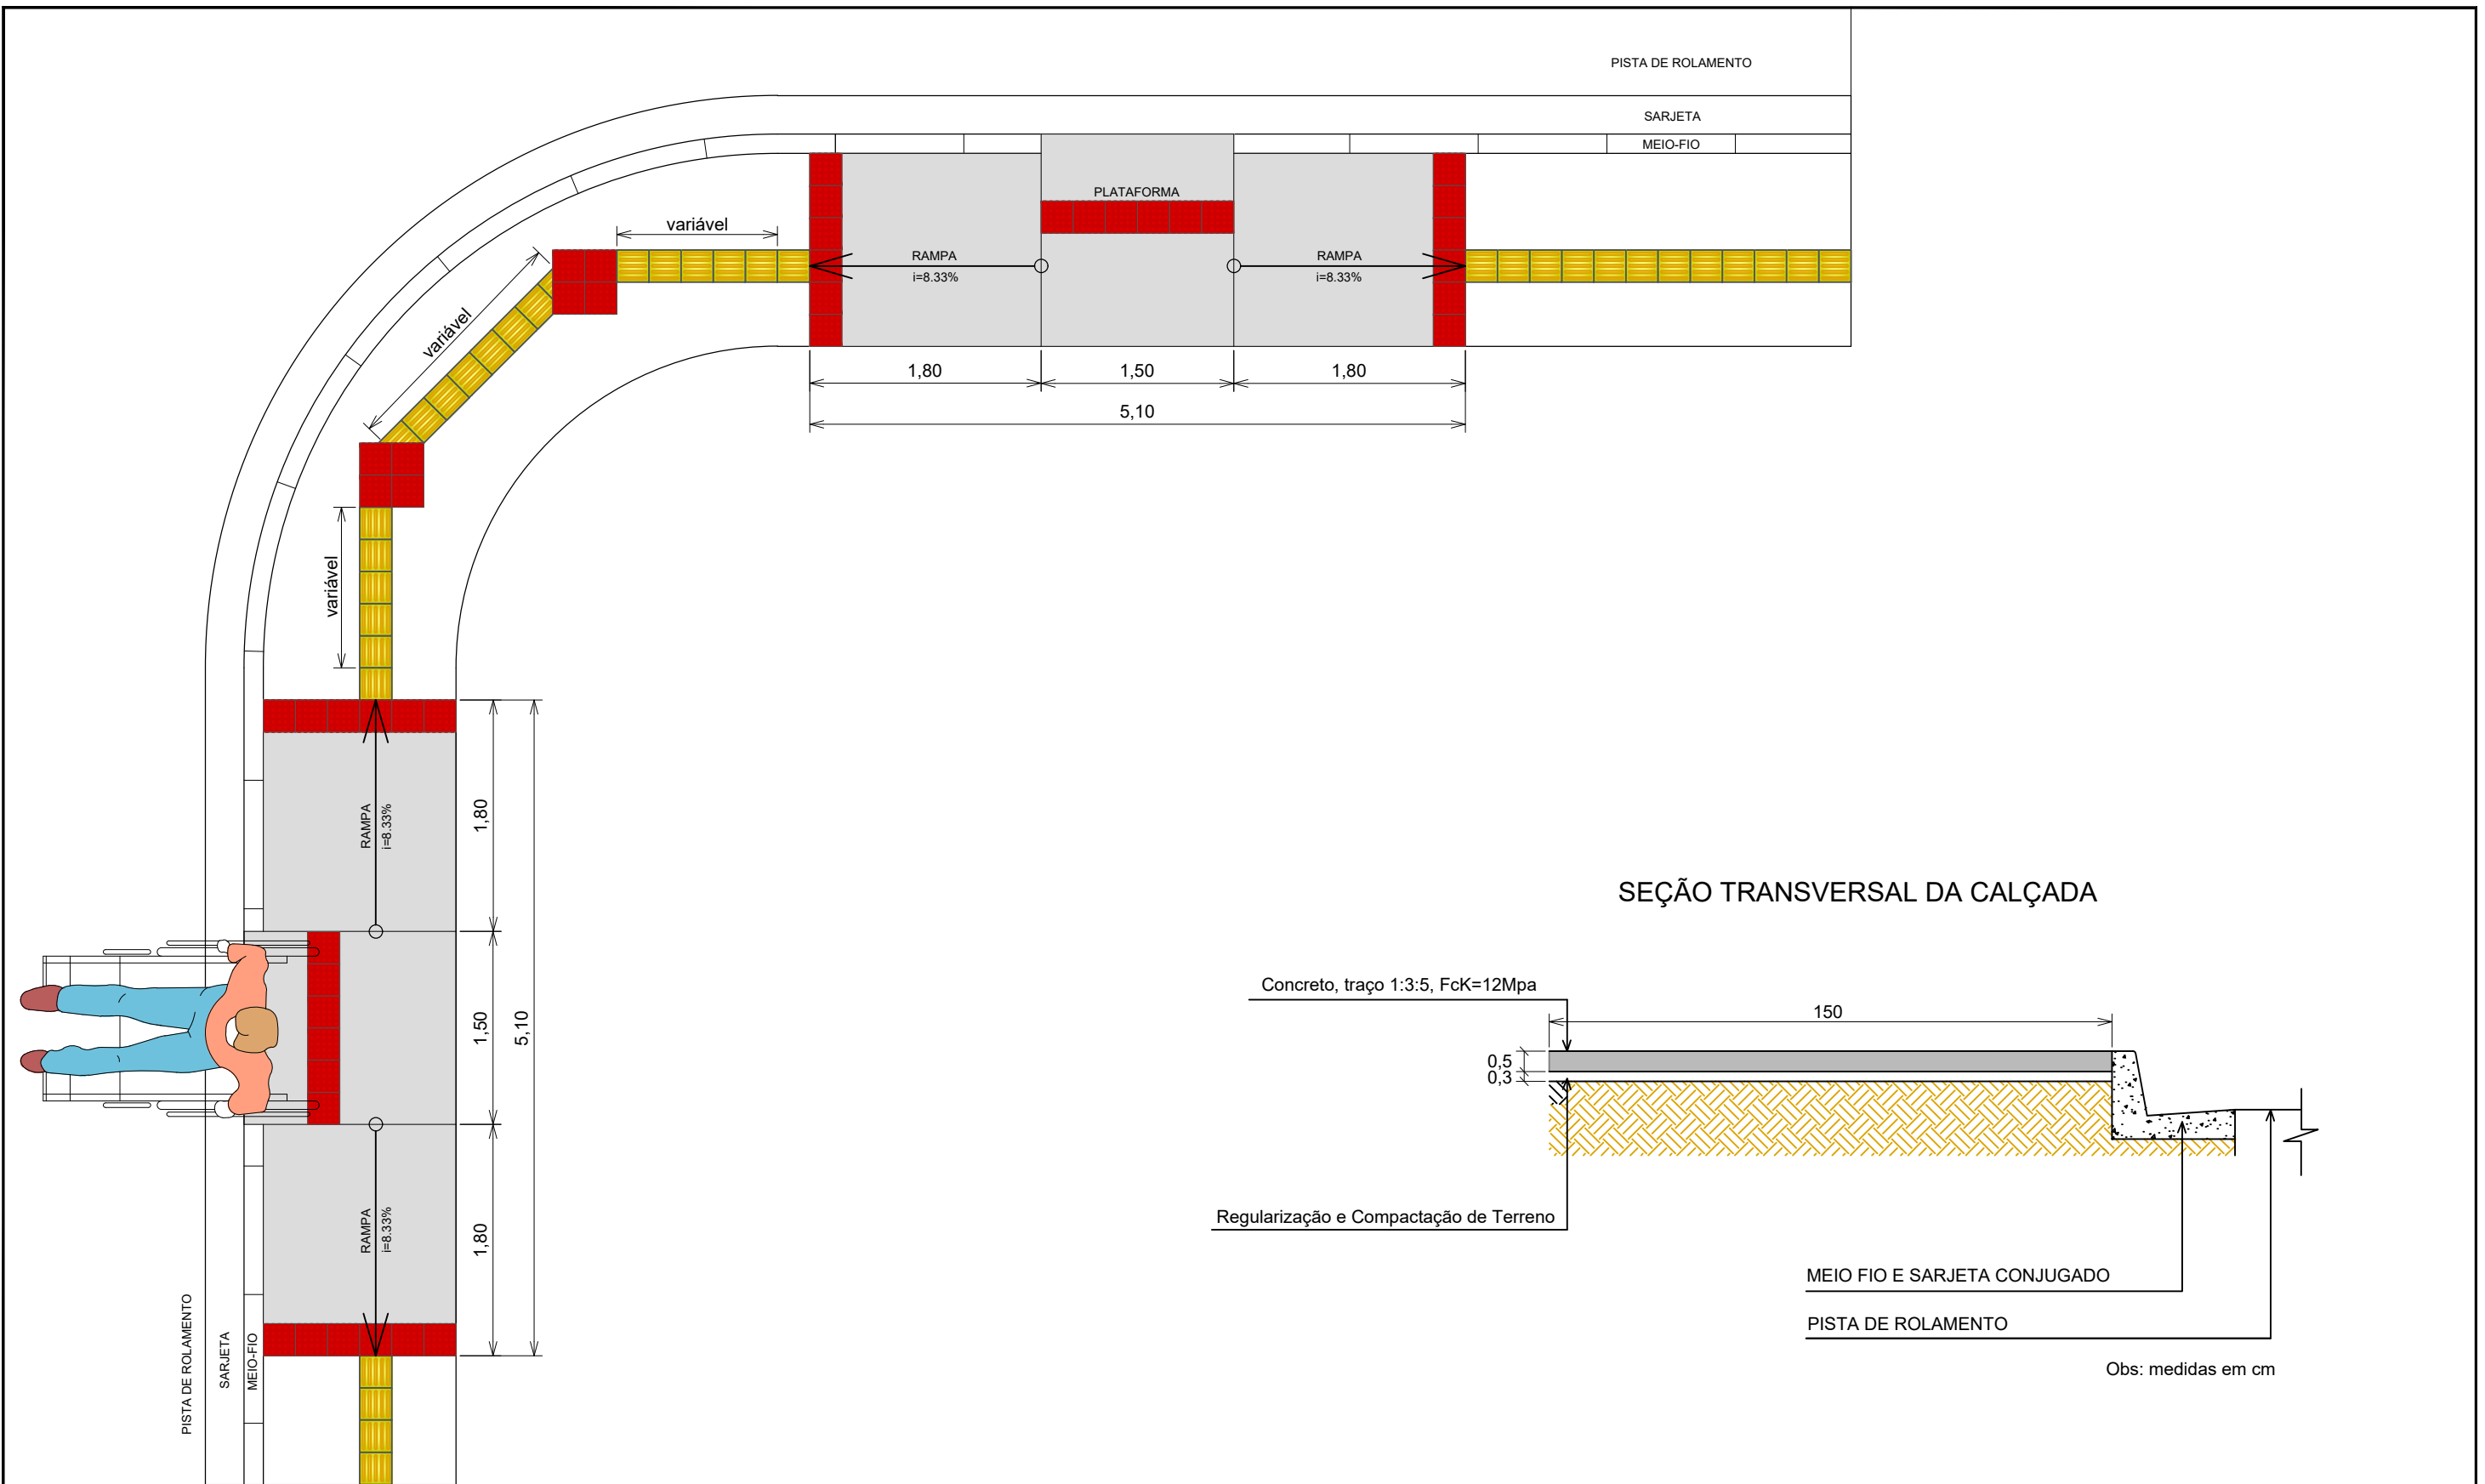 PISTA DE ROLAMENTO
SARJETA
MEIO-FIO
PLATAFORMA
variável
RAMPA
i=8.33%
RAMPA
i=8.33%
variável
1,80
1,50
1,80
5,10
variável
RAMPA
i=8.33%
1,80
1,50
5,10
RAMPA
i=8.33%
1,80
PISTA DE ROLAMENTO
SARJETA
MEIO-FIO
SEÇÃO TRANSVERSAL DA CALÇADA
Concreto, traço 1:3:5, FcK=12Mpa
150
0,5
0,3
Regularização e Compactação de Terreno
MEIO FIO E SARJETA CONJUGADO
PISTA DE ROLAMENTO
Obs: medidas em cm